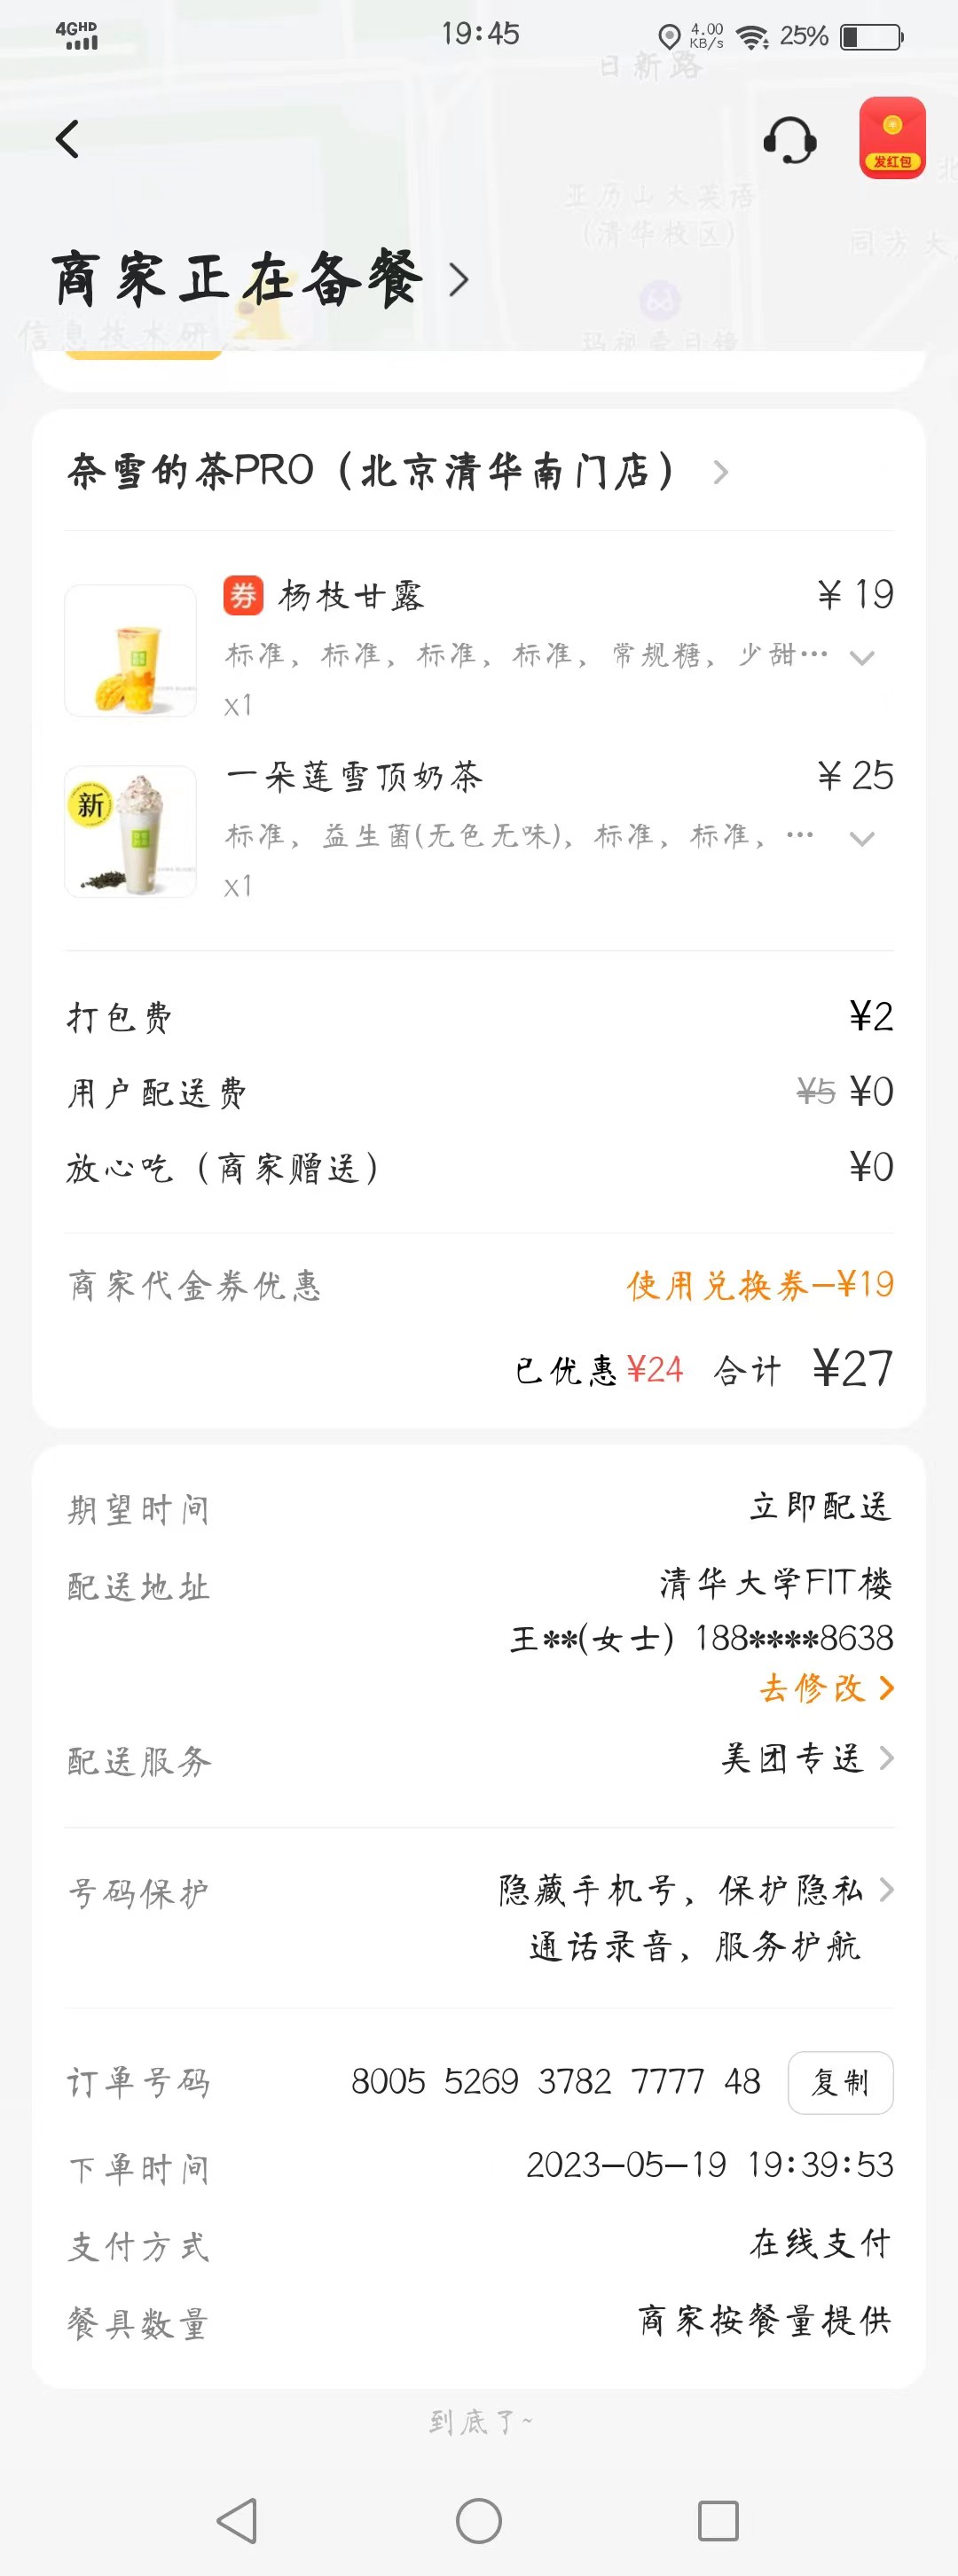 4GHD
19:45
4.00
KB/s
25%
日新路
发红包
亚历山大英语
(清华校区)
同方大
商家正在备餐
信息技术研
奈雪的茶PRO（北京清华南门店）
券 杨枝甘露 ¥19
标准，标准，标准，标准，常规糖，少甜···
x1
新
一朵莲雪顶奶茶 ¥25
标准，益生菌(无色无味)，标准，标准，···
x1
打包费 ¥2
用户配送费 ¥5 ¥0
放心吃（商家赠送） ¥0
商家代金券优惠 使用兑换券-¥19
已优惠¥24 合计 ¥27
期望时间 立即配送
配送地址 清华大学FIT楼
王**(女士) 188****8638
去修改
配送服务 美团专送
号码保护 隐藏手机号，保护隐私
通话录音，服务护航
订单号码 8005 5269 3782 7777 48 复制
下单时间 2023-05-19 19:39:53
支付方式 在线支付
餐具数量 商家按餐量提供
到底了~